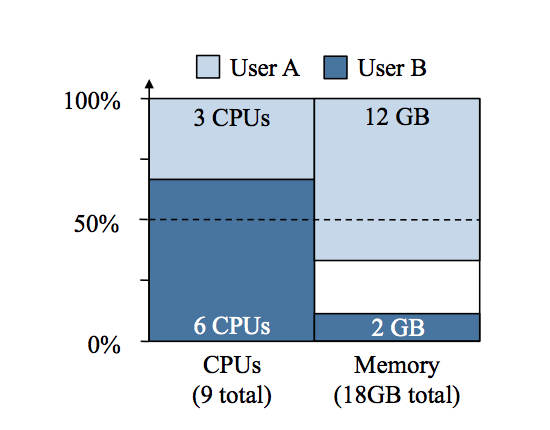 User A User B
100%
3 CPUs 12 GB
50%
6 CPUs 2 GB
0%
CPUs Memory
(9 total) (18GB total)